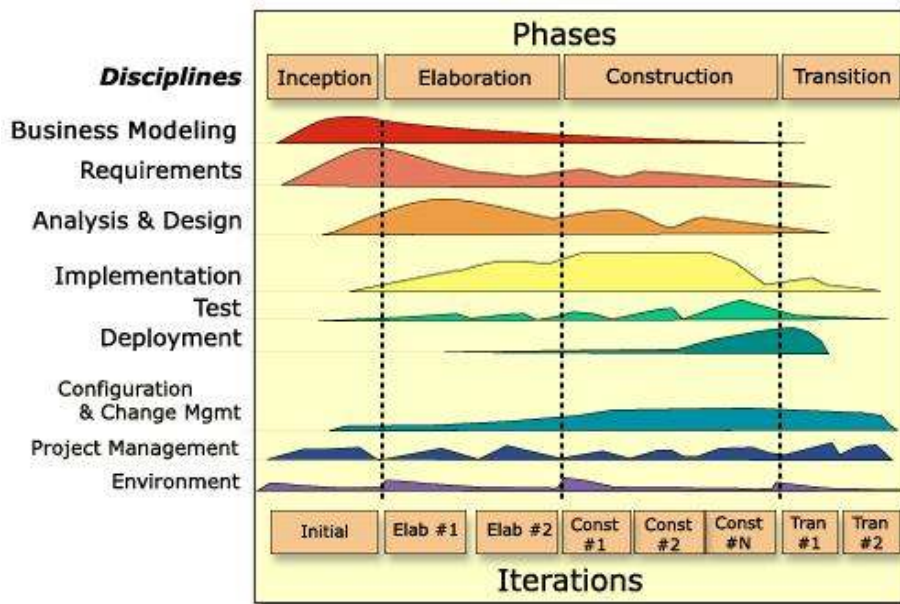 Phases
Disciplines
Inception
Elaboration
Construction
Transition
Business Modeling
Requirements
Analysis & Design
Implementation
Test
Deployment
Configuration
& Change Mgmt
Project Management
Environment
Initial
Elab #1
Elab #2
Const
#1
Const
#2
Const
#N
Tran
#1
Tran
#2
Iterations